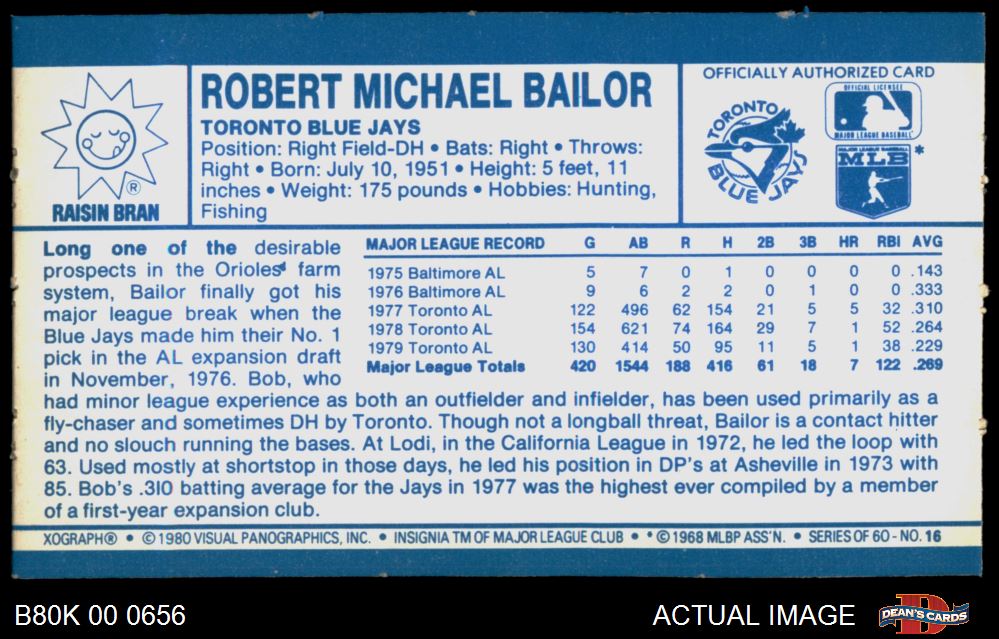 ROBERT MICHAEL BAILOR
TORONTO BLUE JAYS
Position: Right Field-DH • Bats: Right • Throws:
Right • Born: July 10, 1951 • Height: 5 feet, 11
inches • Weight: 175 pounds • Hobbies: Hunting,
Fishing
®
RAISIN BRAN
OFFICIALLY AUTHORIZED CARD
TORONTO
BLUE JAYS
OFFICIAL LICENSEE
MAJOR LEAGUE BASEBALL
MAJOR LEAGUE BASEBALL
MLB *
Long one of the desirable
prospects in the Orioles' farm
system, Bailor finally got his
major league break when the
Blue Jays made him their No. 1
pick in the AL expansion draft
in November, 1976. Bob, who
MAJOR LEAGUE RECORD G AB R H 2B 3B HR RBI AVG
1975 Baltimore AL 5 7 0 1 0 0 0 0 .143
1976 Baltimore AL 9 6 2 2 0 1 0 0 .333
1977 Toronto AL 122 496 62 154 21 5 5 32 .310
1978 Toronto AL 154 621 74 164 29 7 1 52 .264
1979 Toronto AL 130 414 50 95 11 5 1 38 .229
Major League Totals 420 1544 188 416 61 18 7 122 .269
had minor league experience as both an outfielder and infielder, has been used primarily as a
fly-chaser and sometimes DH by Toronto. Though not a longball threat, Bailor is a contact hitter
and no slouch running the bases. At Lodi, in the California League in 1972, he led the loop with
63. Used mostly at shortstop in those days, he led his position in DP's at Asheville in 1973 with
85. Bob's .310 batting average for the Jays in 1977 was the highest ever compiled by a member
of a first-year expansion club.
XOGRAPH® • © 1980 VISUAL PANOGRAPHICS, INC. • INSIGNIA TM OF MAJOR LEAGUE CLUB • * © 1968 MLBP ASS'N. • SERIES OF 60 - NO. 16
B80K 00 0656
ACTUAL IMAGE
D
DEAN'S CARDS